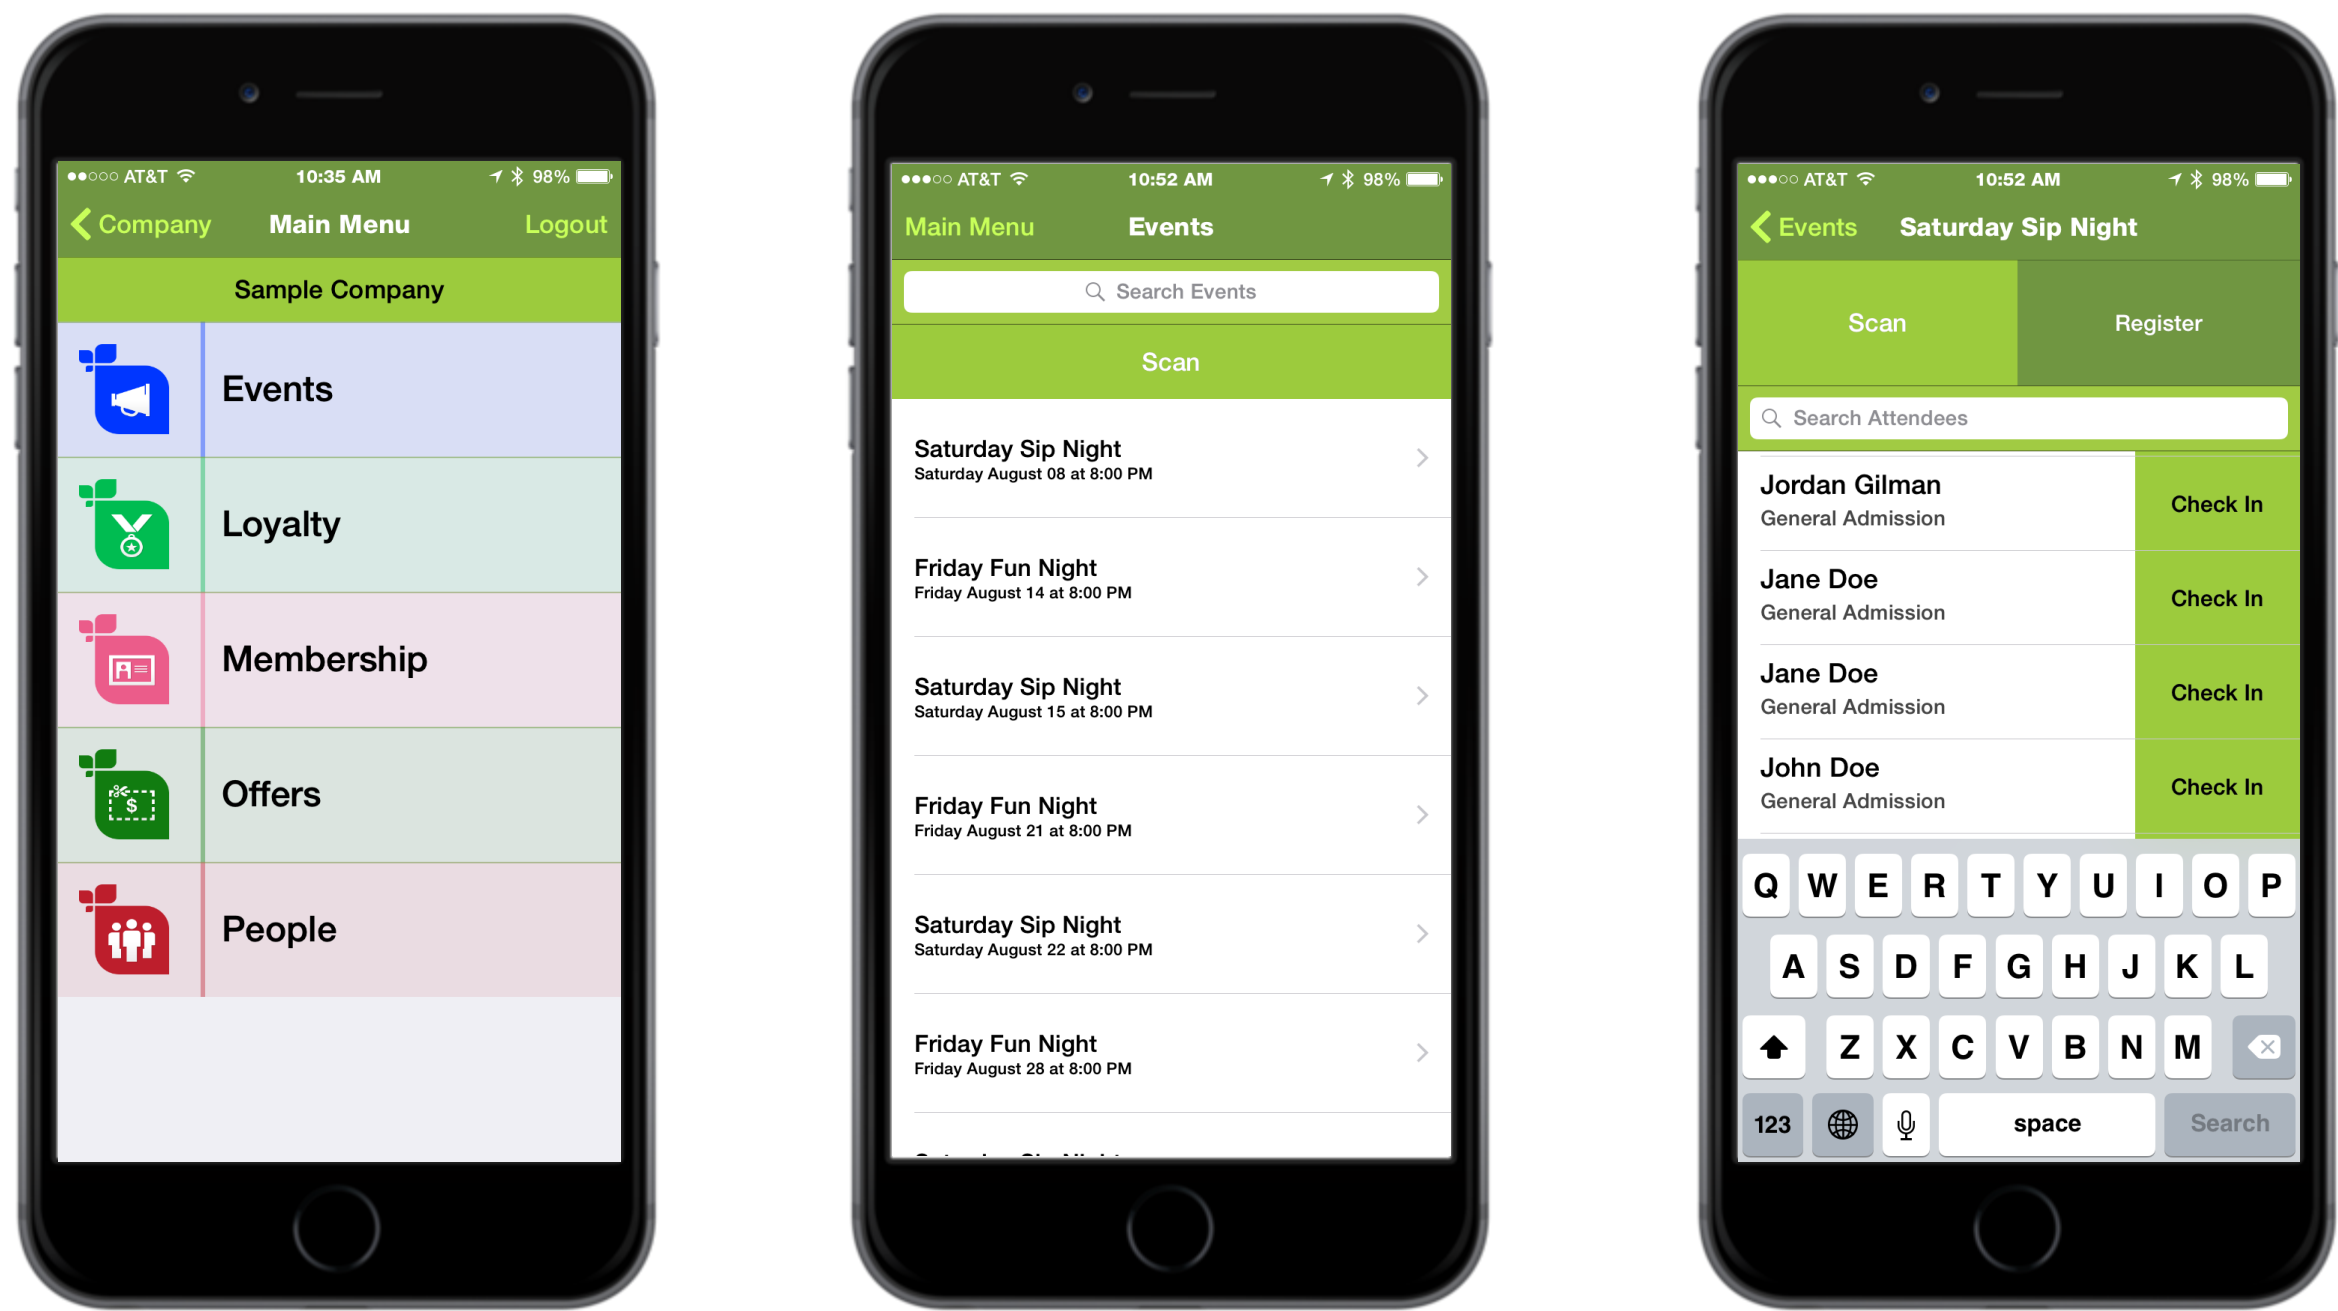 AT&T 10:35 AM 98%
Company Main Menu Logout
Sample Company
Events
Loyalty
Membership
$
Offers
People
AT&T 10:52 AM 98%
Main Menu Events
Search Events
Scan
Saturday Sip Night
Saturday August 08 at 8:00 PM
Friday Fun Night
Friday August 14 at 8:00 PM
Saturday Sip Night
Saturday August 15 at 8:00 PM
Friday Fun Night
Friday August 21 at 8:00 PM
Saturday Sip Night
Saturday August 22 at 8:00 PM
Friday Fun Night
Friday August 28 at 8:00 PM
AT&T 10:52 AM 98%
Events Saturday Sip Night
Scan Register
Search Attendees
Jordan Gilman
General Admission
Check In
Jane Doe
General Admission
Check In
Jane Doe
General Admission
Check In
John Doe
General Admission
Check In
Q W E R T Y U I O P
A S D F G H J K L
Z X C V B N M
123 space Search